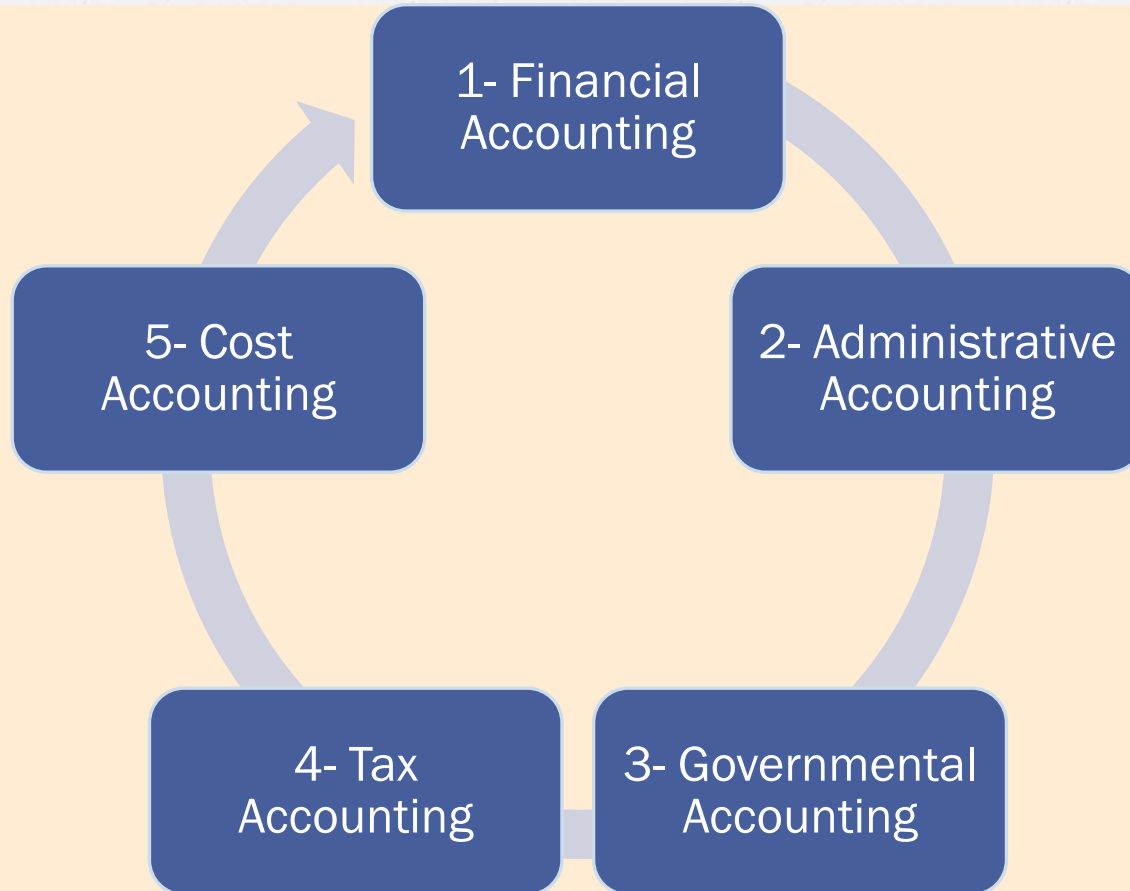 1- Financial
Accounting
2- Administrative
Accounting
3- Governmental
Accounting
4- Tax
Accounting
5- Cost
Accounting